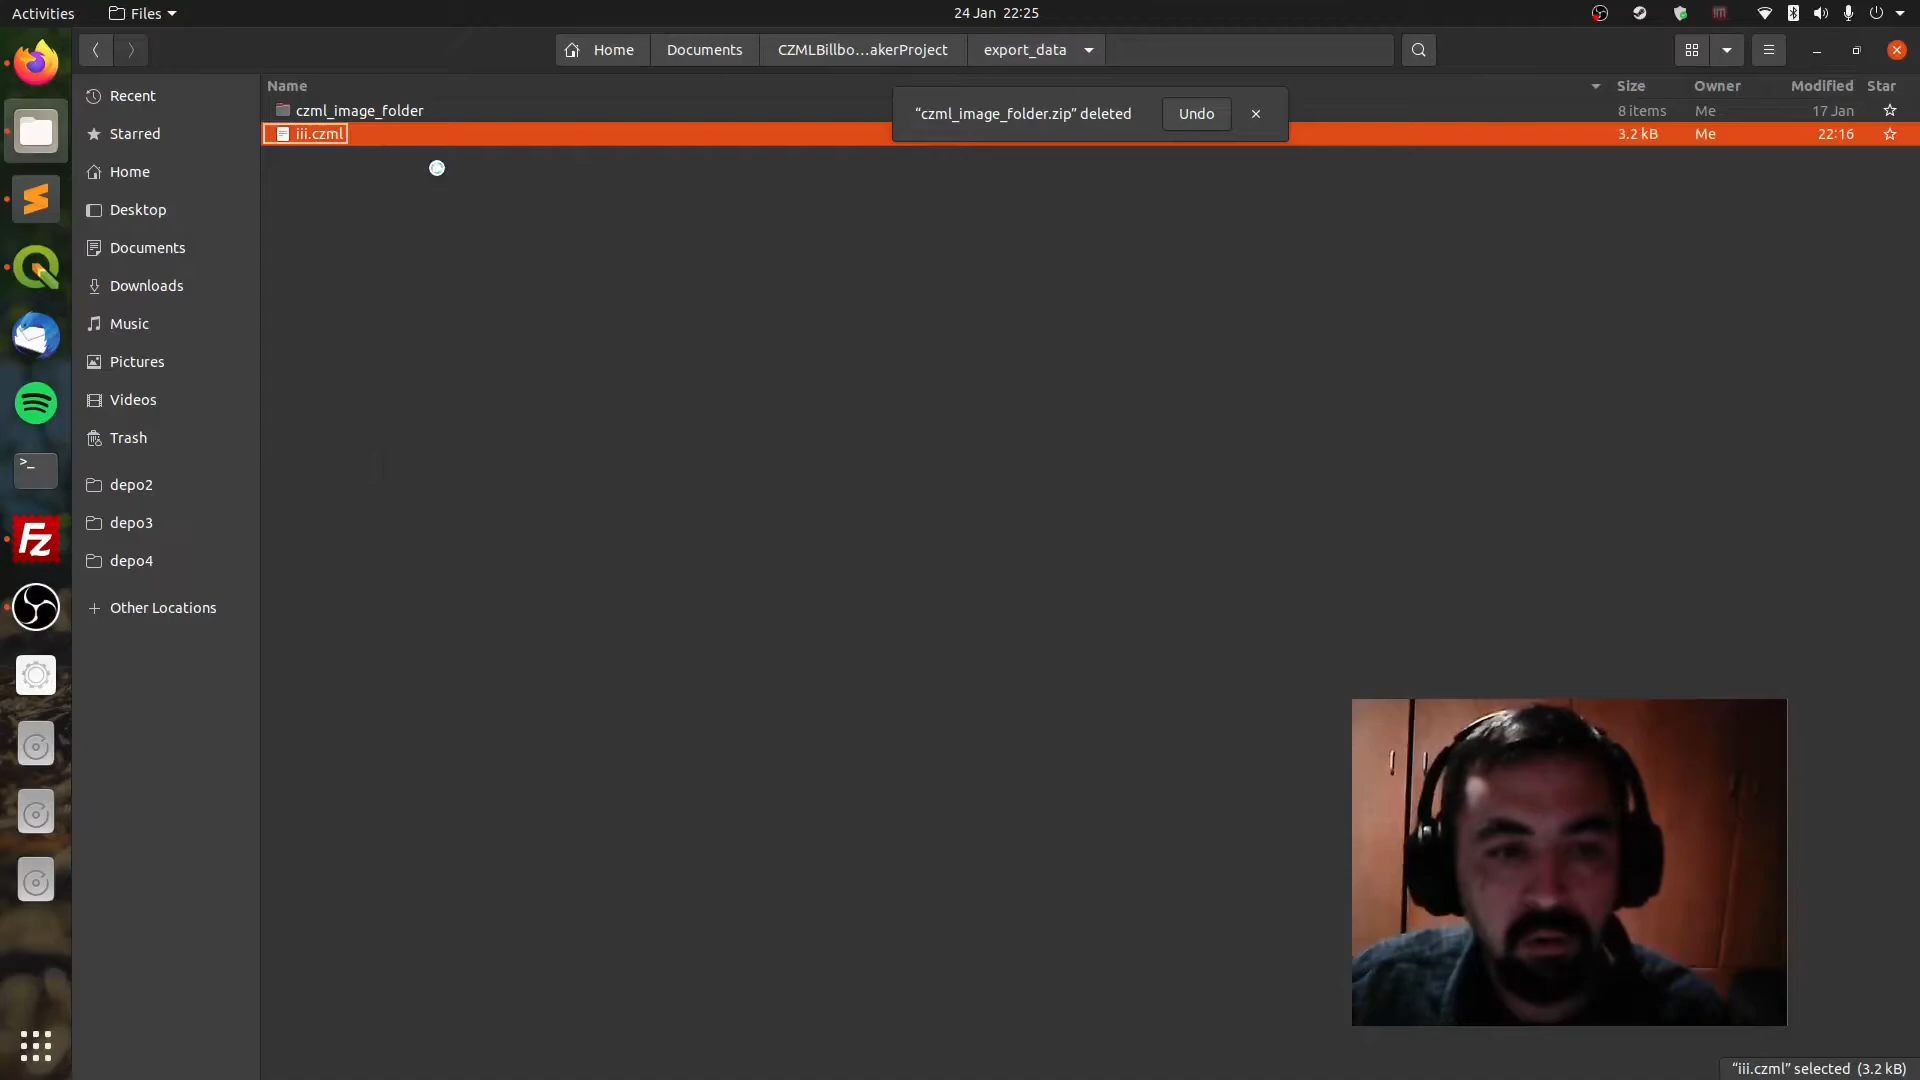 Activities
Files
24 Jan 22:25
Home
Documents
CZMLBillbo…akerProject
export_data
Name
Size
Owner
Modified
Star
czml_image_folder
8 items
Me
17 Jan
iii.czml
3.2 kB
Me
22:16
“czml_image_folder.zip” deleted
Undo
Recent
Starred
Home
Desktop
Documents
Downloads
Music
Pictures
Videos
Trash
depo2
depo3
depo4
Other Locations
>_
Fz
“iii.czml” selected (3.2 kB)